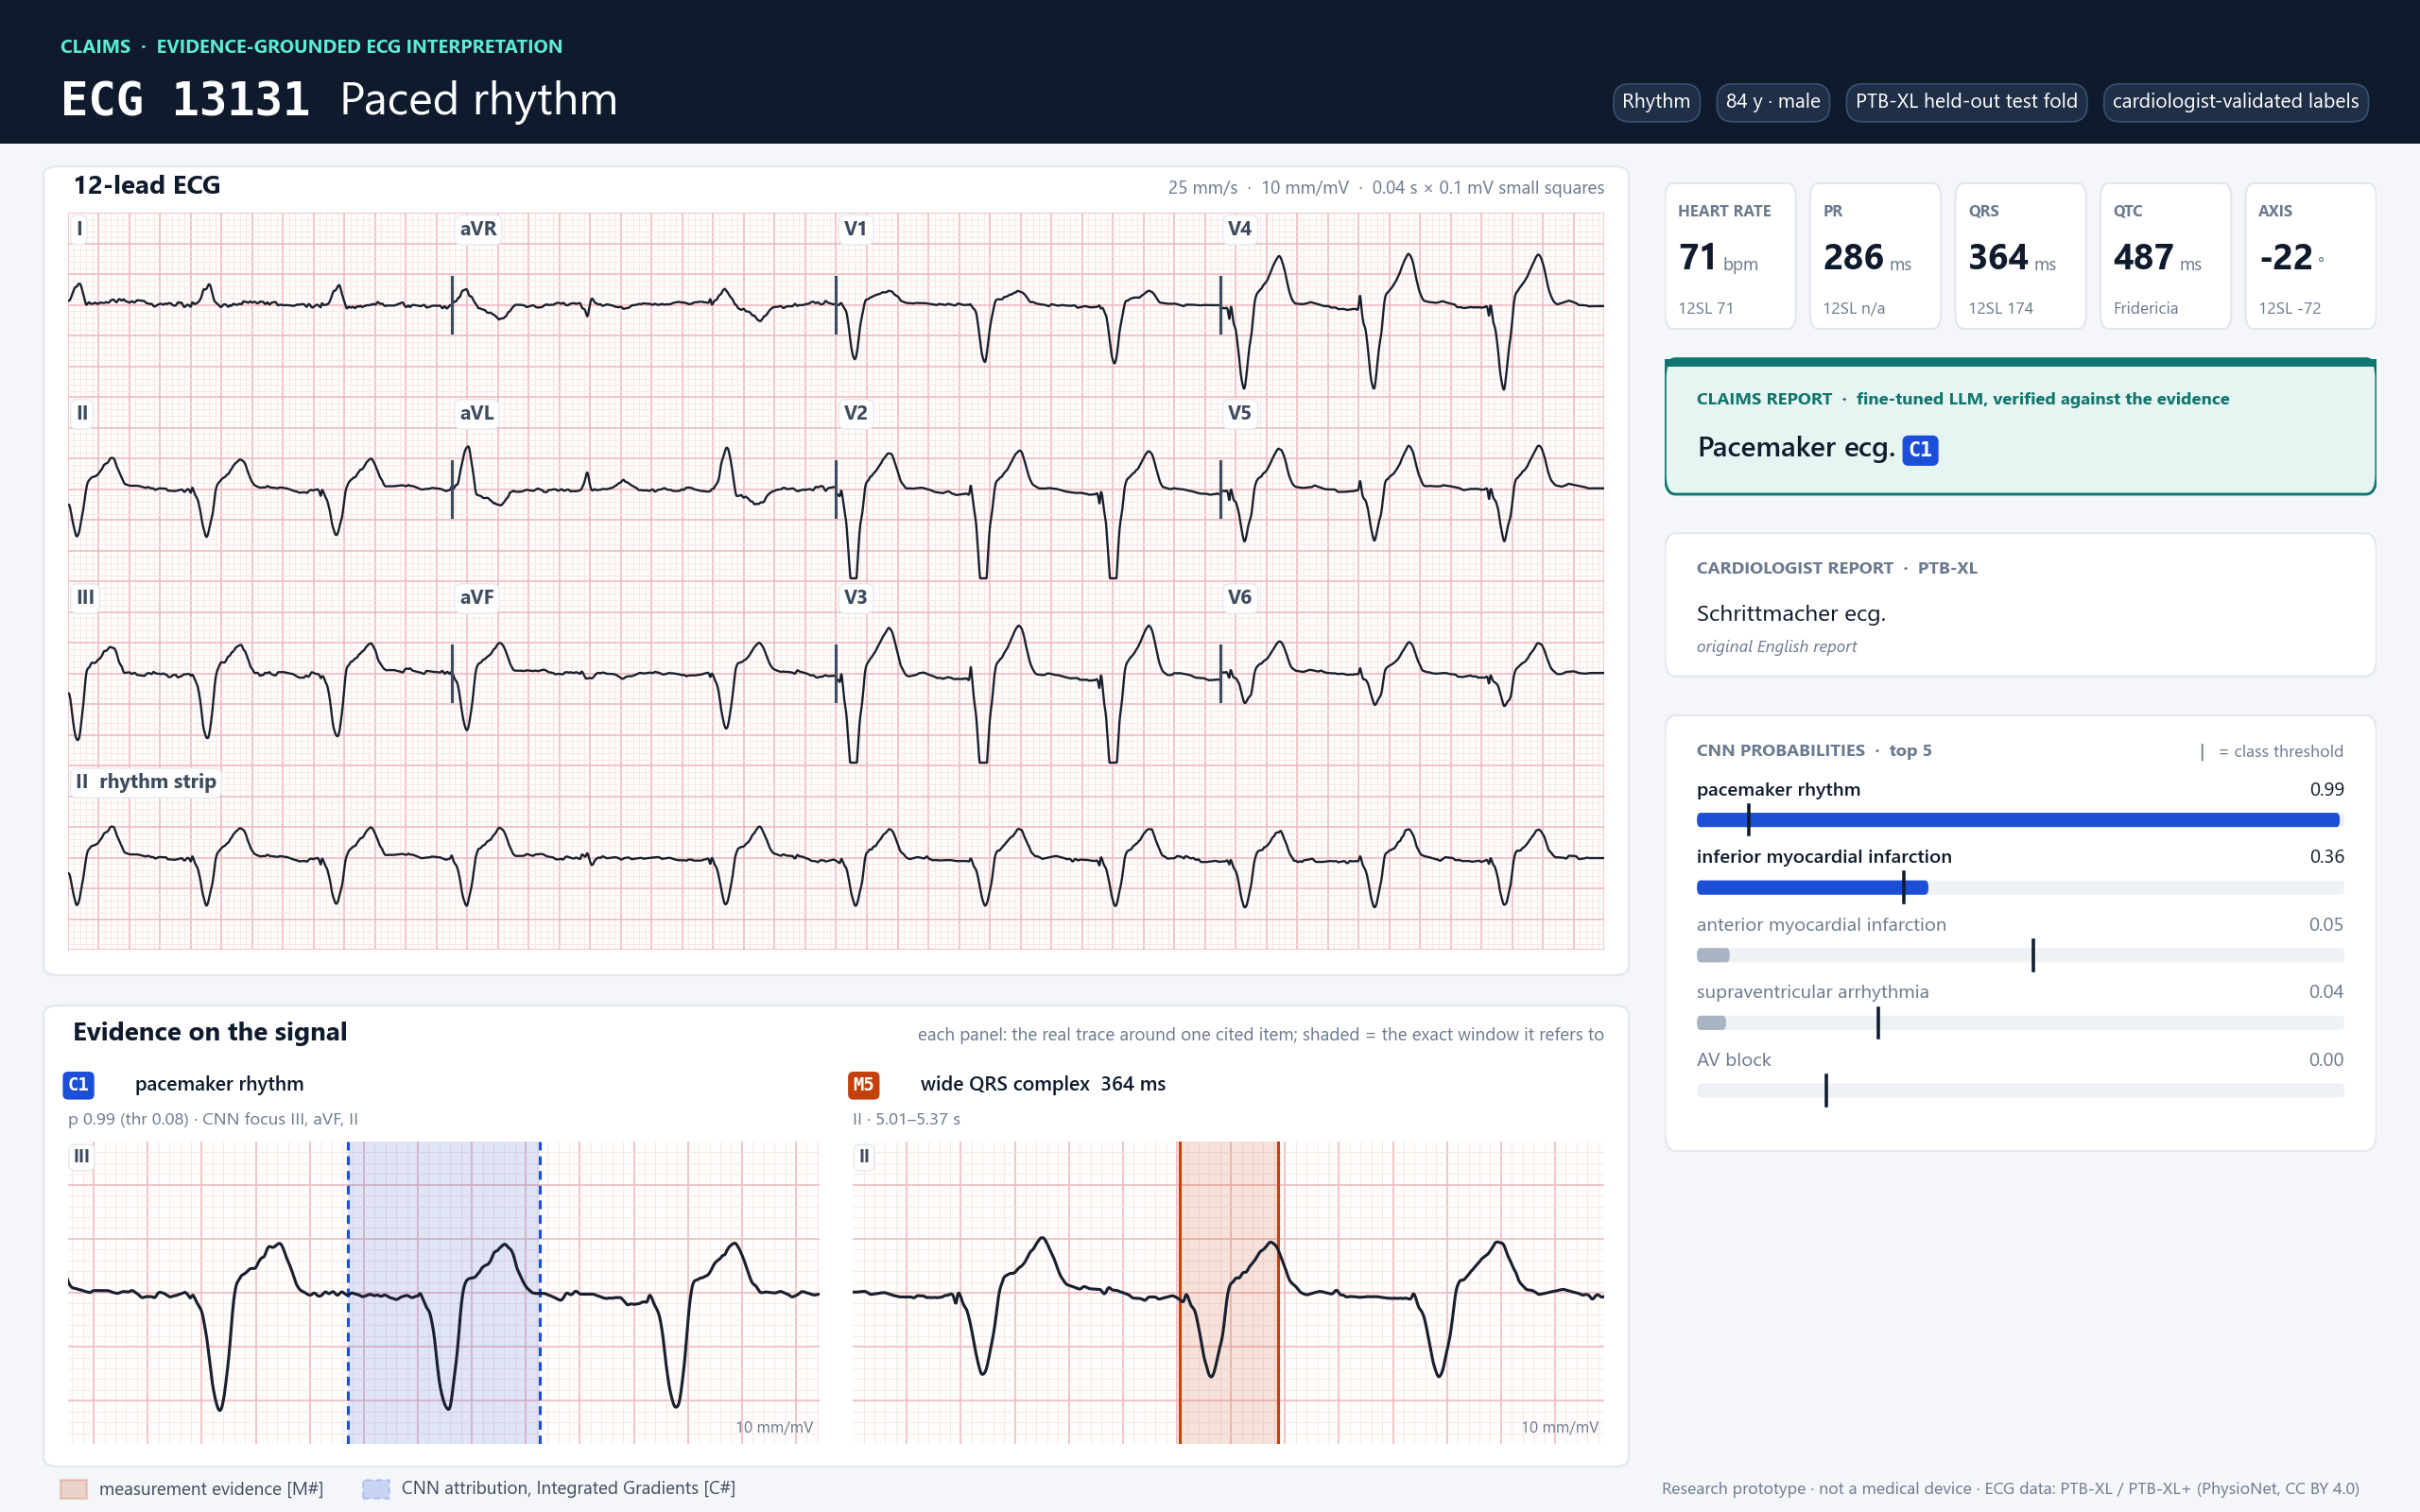 CLAIMS · EVIDENCE-GROUNDED ECG INTERPRETATION
ECG 13131 Paced rhythm
Rhythm
84 y · male
PTB-XL held-out test fold
cardiologist-validated labels
12-lead ECG
25 mm/s · 10 mm/mV · 0.04 s × 0.1 mV small squares
I
aVR
V1
V4
II
aVL
V2
V5
III
aVF
V3
V6
II rhythm strip
HEART RATE
71 bpm
12SL 71
PR
286 ms
12SL n/a
QRS
364 ms
12SL 174
QTC
487 ms
Fridericia
AXIS
-22 °
12SL -72
CLAIMS REPORT · fine-tuned LLM, verified against the evidence
Pacemaker ecg. C1
CARDIOLOGIST REPORT · PTB-XL
Schrittmacher ecg.
original English report
CNN PROBABILITIES · top 5
| = class threshold
pacemaker rhythm 0.99
inferior myocardial infarction 0.36
anterior myocardial infarction 0.05
supraventricular arrhythmia 0.04
AV block 0.00
Evidence on the signal
each panel: the real trace around one cited item; shaded = the exact window it refers to
C1 pacemaker rhythm
p 0.99 (thr 0.08) · CNN focus III, aVF, II
III
10 mm/mV
M5 wide QRS complex 364 ms
II · 5.01–5.37 s
II
10 mm/mV
measurement evidence [M#]
CNN attribution, Integrated Gradients [C#]
Research prototype · not a medical device · ECG data: PTB-XL / PTB-XL+ (PhysioNet, CC BY 4.0)